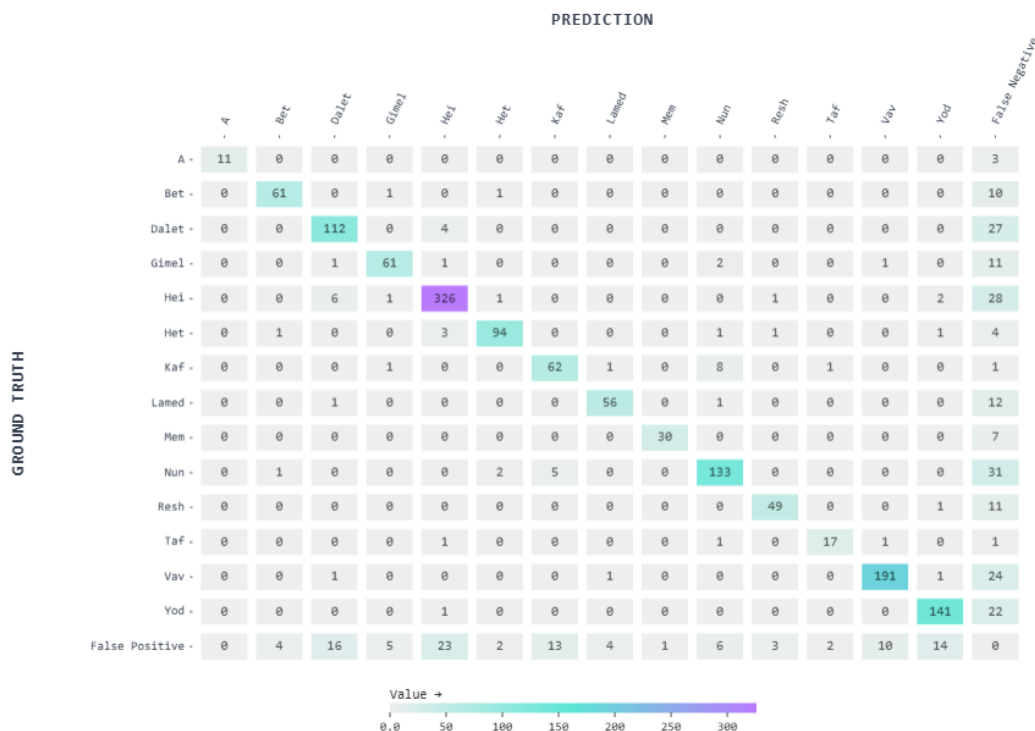 PREDICTION
A Bet Dalet Gimel Hei Het Kaf Lamed Mem Nun Resh Taf Vav Yod False Negative
GROUND TRUTH
A 11 0 0 0 0 0 0 0 0 0 0 0 0 0 3
Bet 0 61 0 1 0 1 0 0 0 0 0 0 0 0 10
Dalet 0 0 112 0 4 0 0 0 0 0 0 0 0 0 27
Gimel 0 0 1 61 1 0 0 0 0 2 0 0 1 0 11
Hei 0 0 6 1 326 1 0 0 0 0 1 0 0 2 28
Het 0 1 0 0 3 94 0 0 0 1 1 0 0 1 4
Kaf 0 0 0 1 0 0 62 1 0 8 0 1 0 0 1
Lamed 0 0 1 0 0 0 0 56 0 1 0 0 0 0 12
Mem 0 0 0 0 0 0 0 0 30 0 0 0 0 0 7
Nun 0 1 0 0 0 2 5 0 0 133 0 0 0 0 31
Resh 0 0 0 0 0 0 0 0 0 0 49 0 0 1 11
Taf 0 0 0 0 1 0 0 0 0 1 0 17 1 0 1
Vav 0 0 1 0 0 0 0 1 0 0 0 0 191 1 24
Yod 0 0 0 0 1 0 0 0 0 0 0 0 0 141 22
False Positive 0 4 16 5 23 2 13 4 1 6 3 2 10 14 0
Value →
0.0 50 100 150 200 250 300